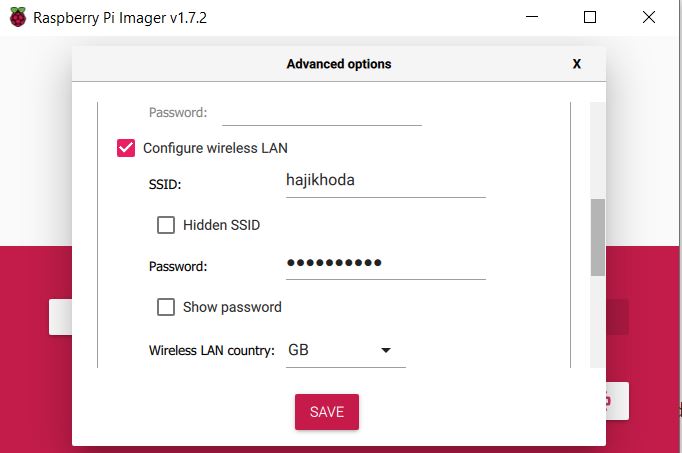 Raspberry Pi Imager v1.7.2
Advanced options X
Password:
Configure wireless LAN
SSID: hajikhoda
Hidden SSID
Password: ●●●●●●●●●●
Show password
Wireless LAN country: GB
SAVE